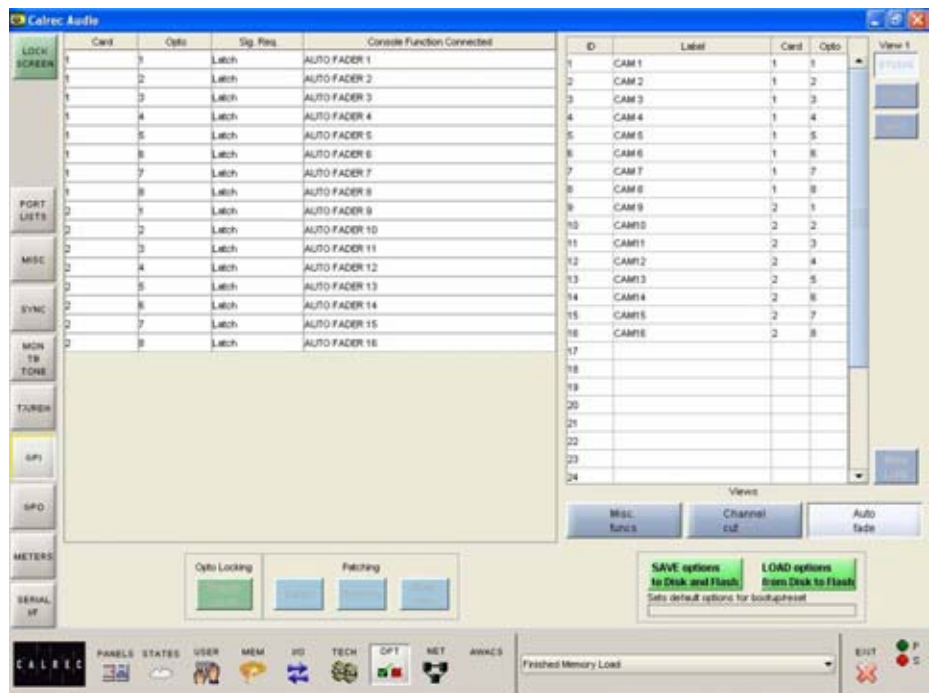 Calrec Audio
LOCK SCREEN
Card Opto Sig. Req. Console Function Connected
1 1 Latch AUTO FADER 1
1 2 Latch AUTO FADER 2
1 3 Latch AUTO FADER 3
1 4 Latch AUTO FADER 4
1 5 Latch AUTO FADER 5
1 6 Latch AUTO FADER 6
1 7 Latch AUTO FADER 7
1 8 Latch AUTO FADER 8
2 1 Latch AUTO FADER 9
2 2 Latch AUTO FADER 10
2 3 Latch AUTO FADER 11
2 4 Latch AUTO FADER 12
2 5 Latch AUTO FADER 13
2 6 Latch AUTO FADER 14
2 7 Latch AUTO FADER 15
2 8 Latch AUTO FADER 16
ID Label Card Opto
1 CAM 1 1 1
2 CAM 2 1 2
3 CAM 3 1 3
4 CAM 4 1 4
5 CAM 5 1 5
6 CAM 6 1 6
7 CAM 7 1 7
8 CAM 8 1 8
9 CAM 9 2 1
10 CAM10 2 2
11 CAM11 2 3
12 CAM12 2 4
13 CAM13 2 5
14 CAM14 2 6
15 CAM15 2 7
16 CAM16 2 8
17
18
19
20
21
22
23
24
View 1
PORT LISTS
MISC
SYNC
MON TB TONE
TX/REH
GPI
GPO
METERS
SERIAL I/F
Views
Misc. funcs
Channel cut
Auto fade
Opto Locking
Patching
SAVE options
to Disk and Flash
LOAD options
from Disk to Flash
Sets default options for bootup/reset
CALREC
PANELS STATES USER MEM I/O TECH OPT NET AWACS
Finished Memory Load
EXIT
P
S